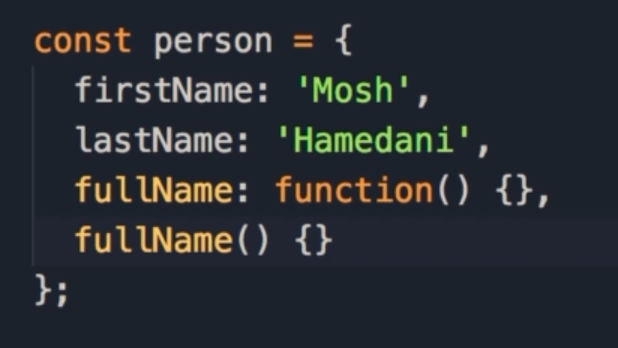 const person = {
firstName: 'Mosh',
lastName: 'Hamedani',
fullName: function() {},
fullName() {}
};